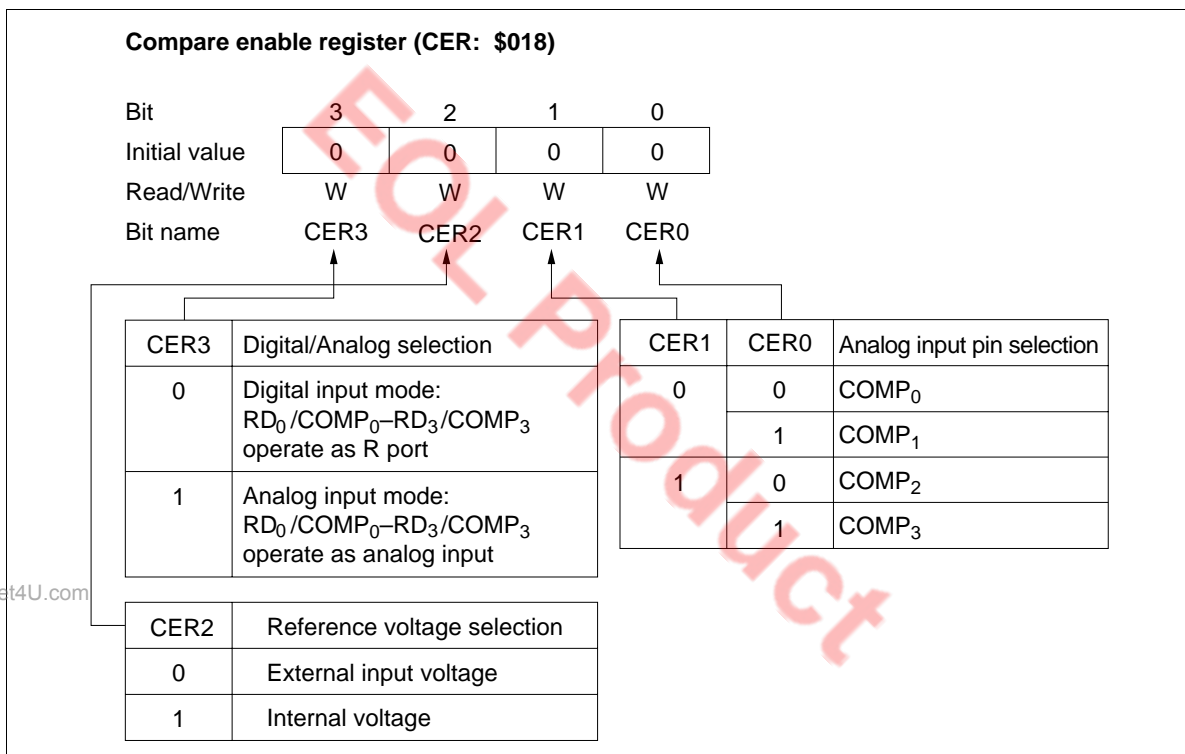 Compare enable register (CER: $018)
Bit 3 2 1 0
Initial value 0 0 0 0
Read/Write W W W W
Bit name CER3 CER2 CER1 CER0
CER3 Digital/Analog selection
0 Digital input mode:
RD0/COMP0–RD3/COMP3
operate as R port
1 Analog input mode:
RD0/COMP0–RD3/COMP3
operate as analog input
CER1 CER0 Analog input pin selection
0 0 COMP0
1 COMP1
1 0 COMP2
1 COMP3
CER2 Reference voltage selection
0 External input voltage
1 Internal voltage
EOL Product
et4U.com